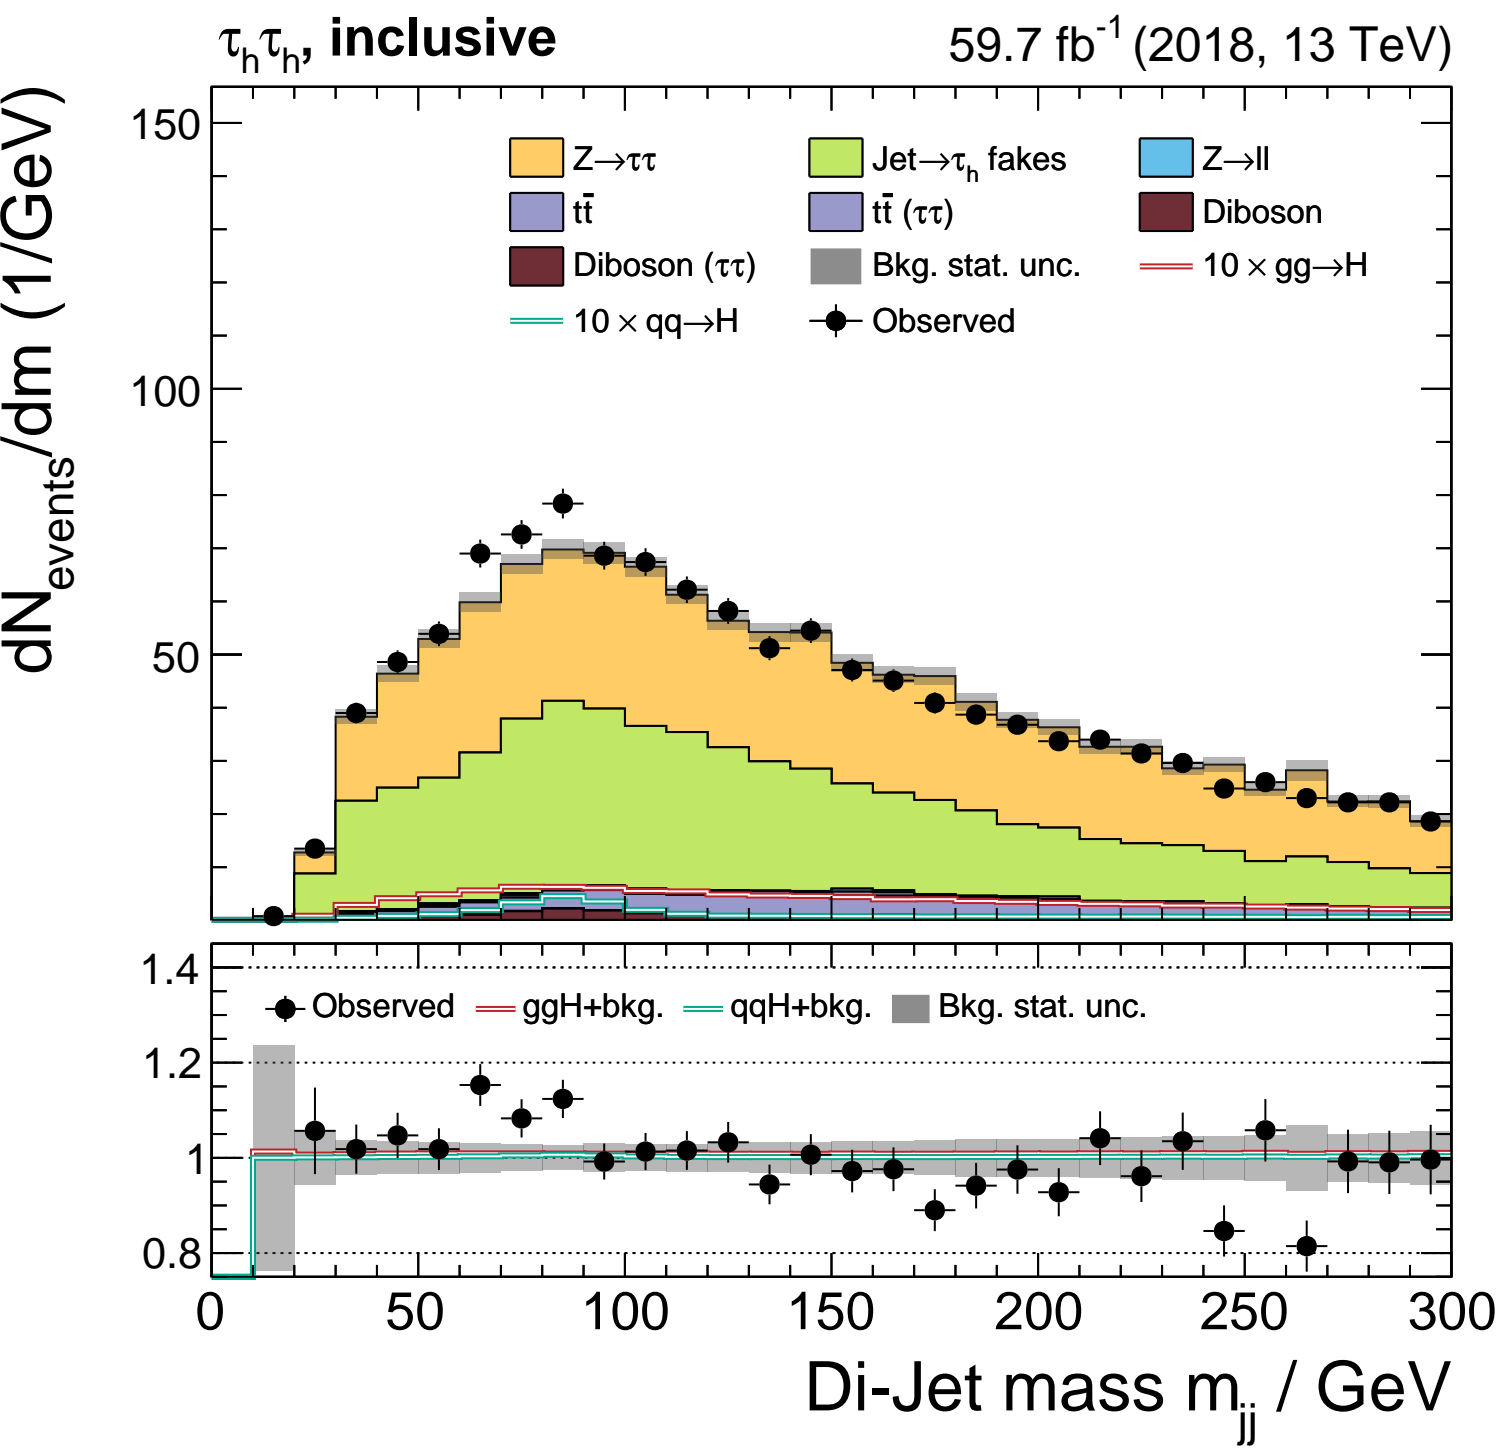 τhτh, inclusive
59.7 fb-1 (2018, 13 TeV)
dNevents/dm (1/GeV)
150
100
50
Z→ττ
Jet→τh fakes
Z→ll
tt̄
tt̄ (ττ)
Diboson
Diboson (ττ)
Bkg. stat. unc.
10 × gg→H
10 × qq→H
Observed
1.4
1.2
1
0.8
Observed
ggH+bkg.
qqH+bkg.
Bkg. stat. unc.
0 50 100 150 200 250 300
Di-Jet mass mjj / GeV